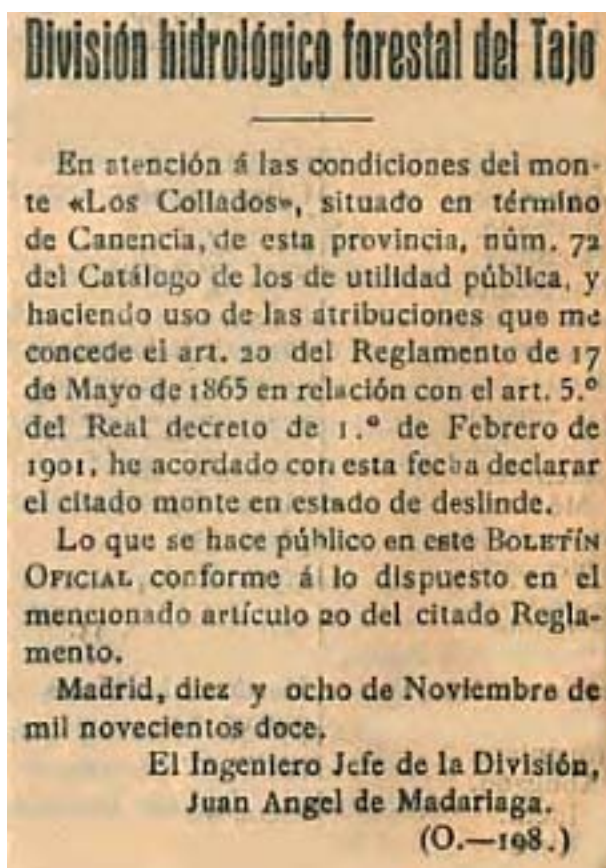 División hidrológico forestal del Tajo
En atención á las condiciones del mon-
te «Los Collados», situado en término
de Canencia, de esta provincia, núm. 72
del Catálogo de los de utilidad pública, y
haciendo uso de las atribuciones que me
concede el art. 20 del Reglamento de 17
de Mayo de 1865 en relación con el art. 5.º
del Real decreto de 1.º de Febrero de
1901, he acordado con esta fecha declarar
el citado monte en estado de deslinde.
Lo que se hace público en este BOLETÍN
OFICIAL conforme á lo dispuesto en el
mencionado artículo 20 del citado Regla-
mento.
Madrid, diez y ocho de Noviembre de
mil novecientos doce.
El Ingeniero Jefe de la División,
Juan Angel de Madariaga.
(O.—198.)